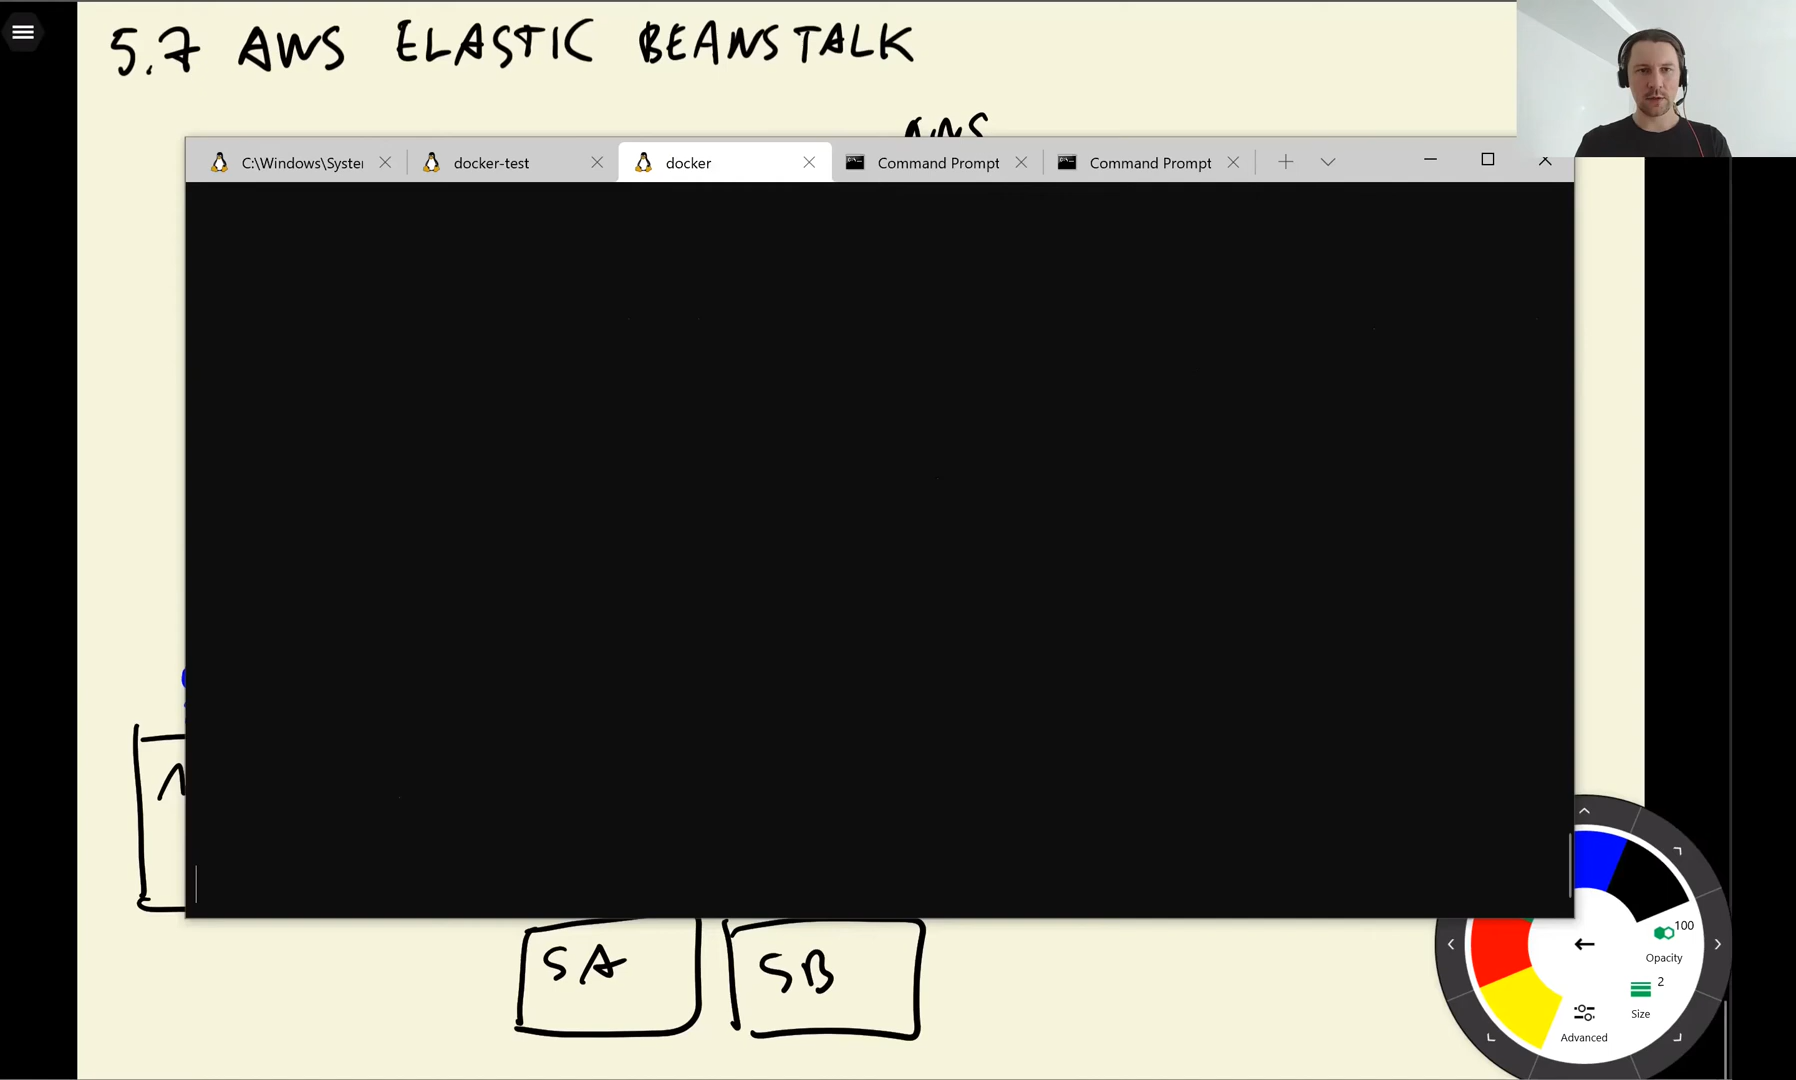 5.7 AWS ELASTIC BEANSTALK
C:\Windows\Syste
docker-test
docker
Command Prompt
Command Prompt
SA
SB
100
Opacity
2
Size
Advanced